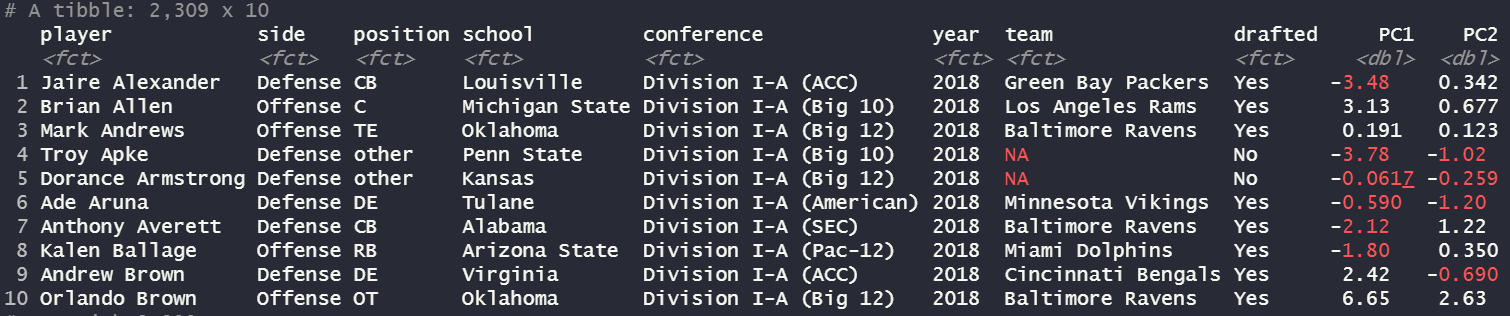 # A tibble: 2,309 x 10
player side position school conference year team drafted PC1 PC2
<fct> <fct> <fct> <fct> <fct> <fct> <fct> <fct> <dbl> <dbl>
1 Jaire Alexander Defense CB Louisville Division I-A (ACC) 2018 Green Bay Packers Yes -3.48 0.342
2 Brian Allen Offense C Michigan State Division I-A (Big 10) 2018 Los Angeles Rams Yes 3.13 0.677
3 Mark Andrews Offense TE Oklahoma Division I-A (Big 12) 2018 Baltimore Ravens Yes 0.191 0.123
4 Troy Apke Defense other Penn State Division I-A (Big 10) 2018 NA No -3.78 -1.02
5 Dorance Armstrong Defense other Kansas Division I-A (Big 12) 2018 NA No -0.0617 -0.259
6 Ade Aruna Defense DE Tulane Division I-A (American) 2018 Minnesota Vikings Yes -0.590 -1.20
7 Anthony Averett Defense CB Alabama Division I-A (SEC) 2018 Baltimore Ravens Yes -2.12 1.22
8 Kalen Ballage Offense RB Arizona State Division I-A (Pac-12) 2018 Miami Dolphins Yes -1.80 0.350
9 Andrew Brown Defense DE Virginia Division I-A (ACC) 2018 Cincinnati Bengals Yes 2.42 -0.690
10 Orlando Brown Offense OT Oklahoma Division I-A (Big 12) 2018 Baltimore Ravens Yes 6.65 2.63